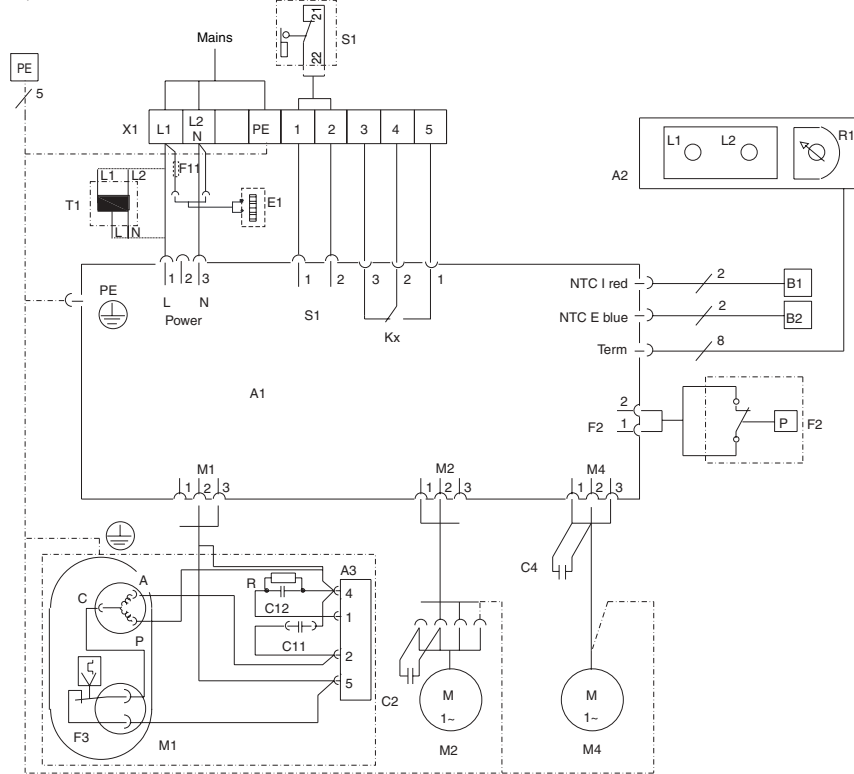 21
S1
22
Mains
PE
5
X1 L1 L2 N PE 1 2 3 4 5
F11
L1 L2
T1
L N
E1
L1 L2 R1
A2
1 2 3 1 2 3 2 1
PE L N
Power S1 Kx
NTC I red 2 B1
NTC E blue 2 B2
Term 8
A1
2
F2 1 P F2
M1 M2 M4
1 2 3 1 2 3 1 2 3
C4
A3
A R 4
C C12
1
P C11
2
5
C2
M M
1~ 1~
F3 M1 M2 M4